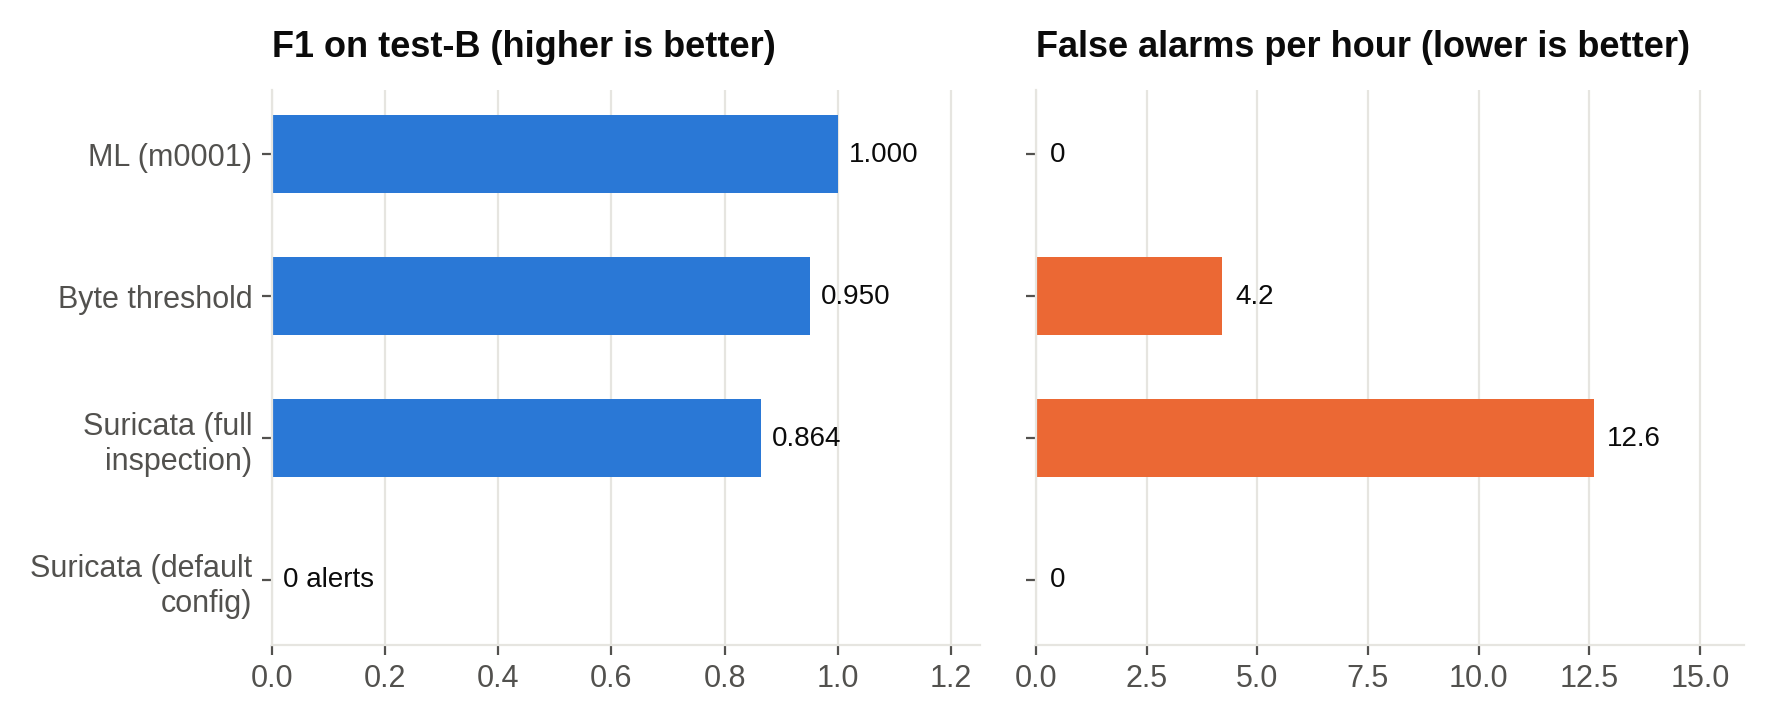 F1 on test-B (higher is better)
ML (m0001)
1.000
Byte threshold
0.950
Suricata (full
inspection)
0.864
Suricata (default
config)
0 alerts
0.0 0.2 0.4 0.6 0.8 1.0 1.2
False alarms per hour (lower is better)
0
4.2
12.6
0
0.0 2.5 5.0 7.5 10.0 12.5 15.0